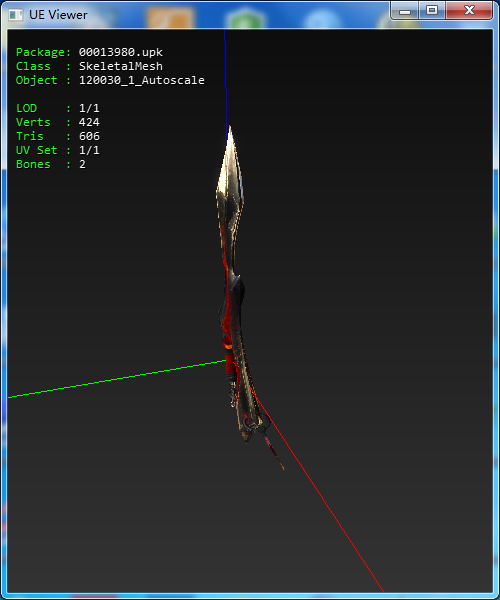 UE Viewer
Package: 00013980.upk
Class : SkeletalMesh
Object : 120030_1_Autoscale
LOD : 1/1
Verts : 424
Tris : 606
UV Set : 1/1
Bones : 2